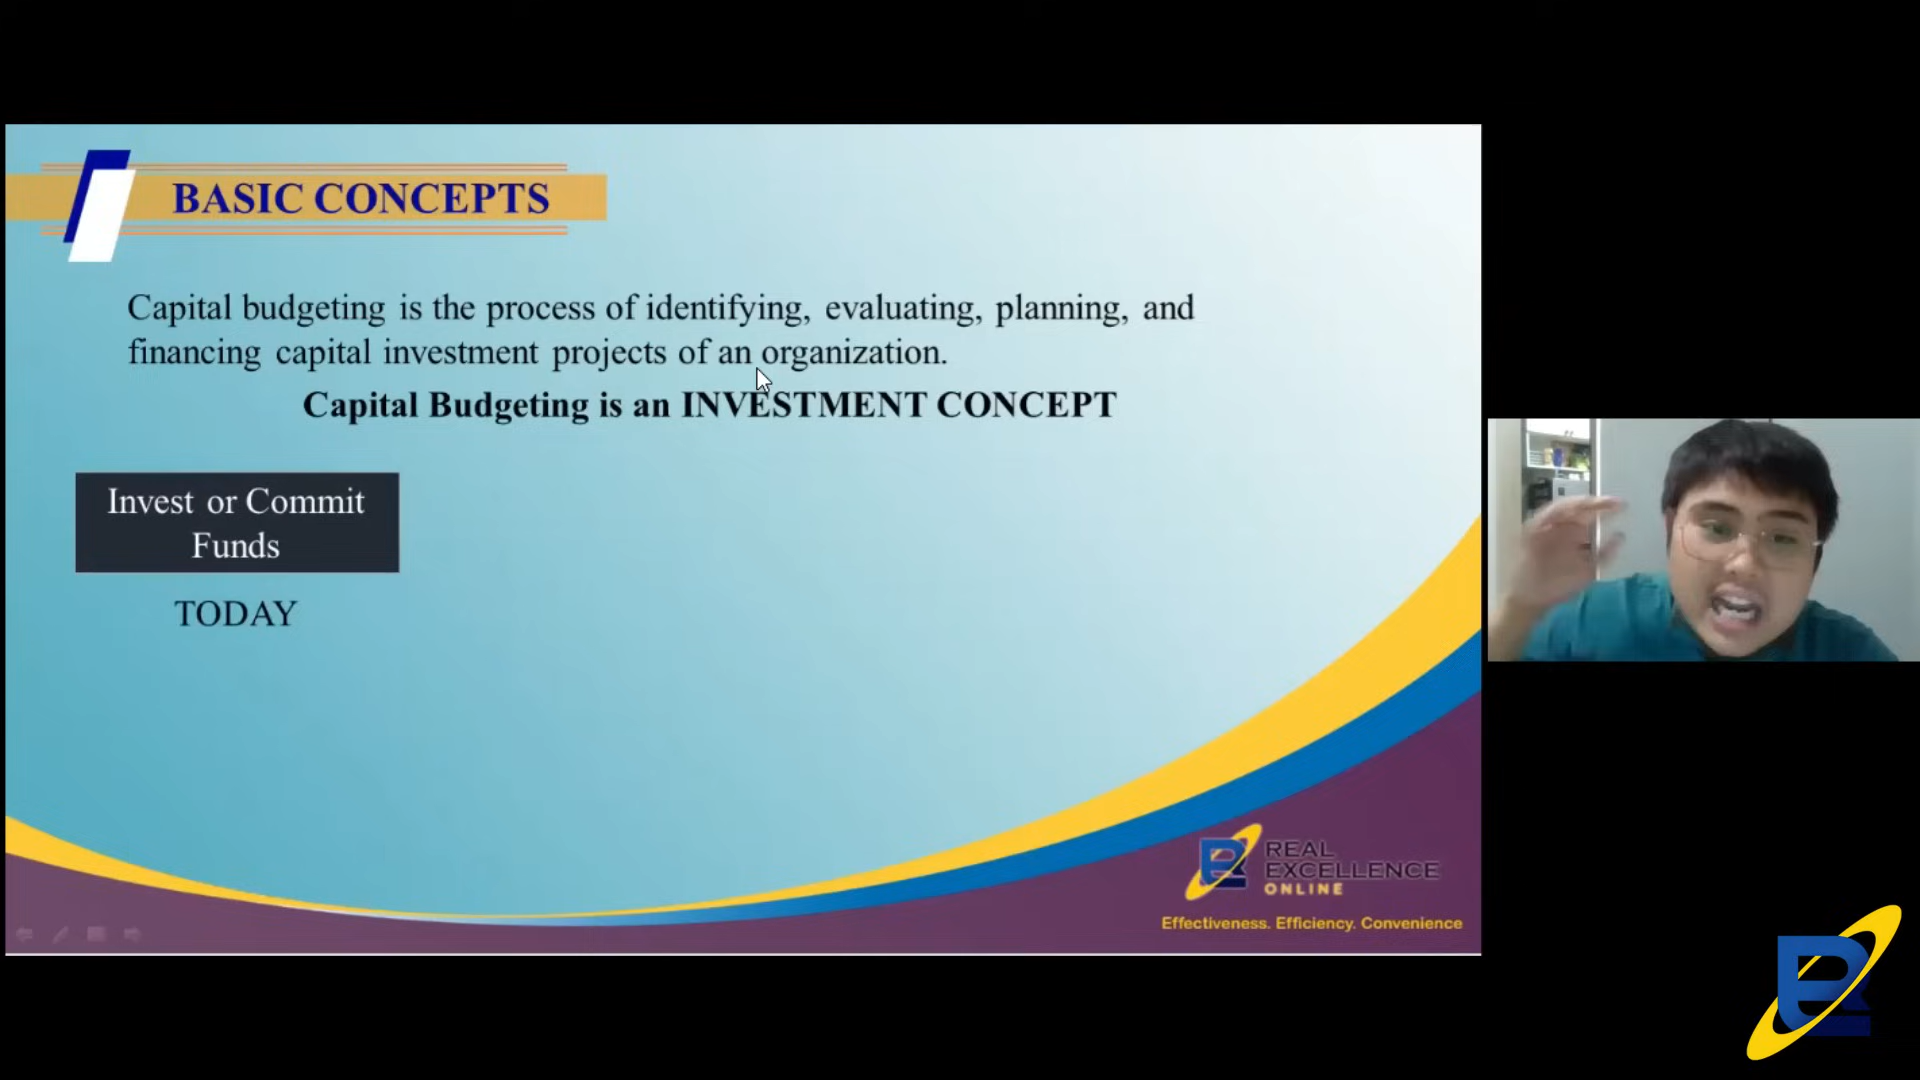 BASIC CONCEPTS
Capital budgeting is the process of identifying, evaluating, planning, and
financing capital investment projects of an organization.
Capital Budgeting is an INVESTMENT CONCEPT
Invest or Commit
Funds
TODAY
REAL
EXCELLENCE
ONLINE
Effectiveness. Efficiency. Convenience